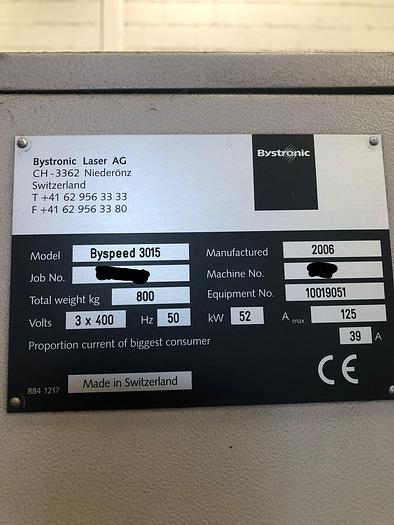 Bystronic Laser AG
CH-3362 Niederönz
Switzerland
T +41 62 956 33 33
F +41 62 956 33 80
Bystronic
Model Byspeed 3015 Manufactured 2006
Job No. Machine No.
Total weight kg 800 Equipment No. 10019051
Volts 3 x 400 Hz 50 kW 52 A max 125
Proportion current of biggest consumer 39 A
884 1217 Made in Switzerland CE